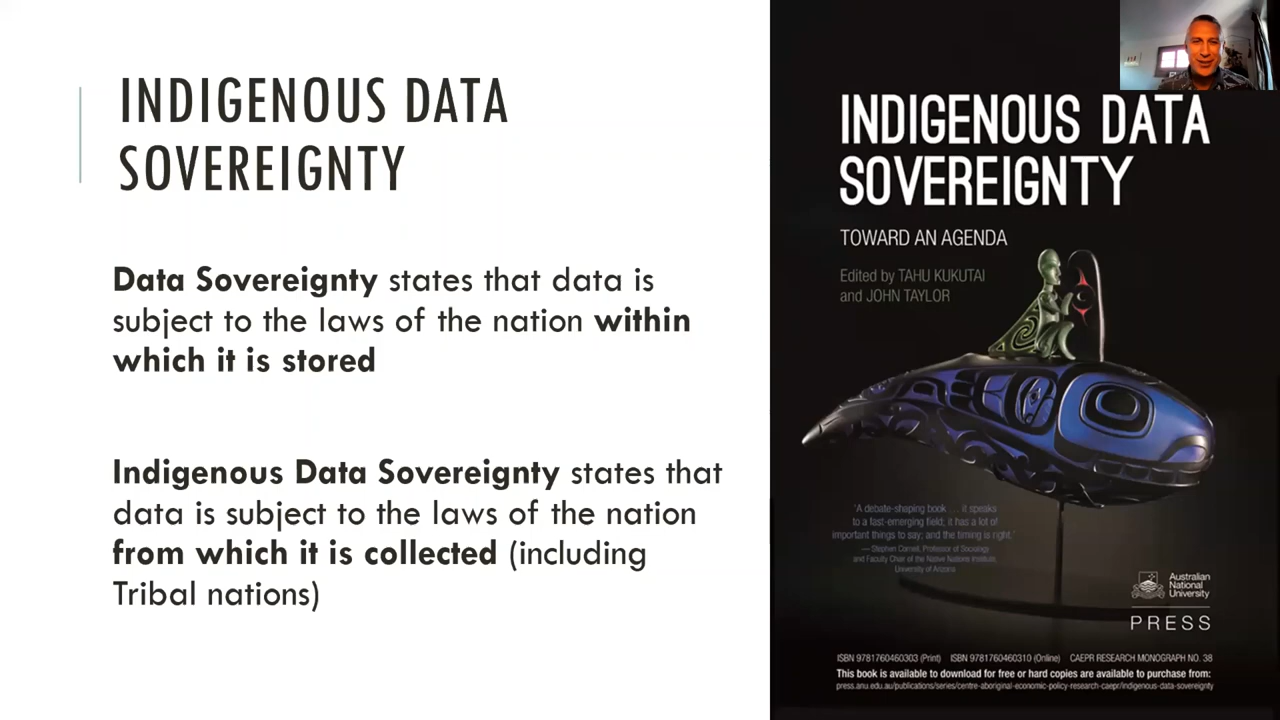 INDIGENOUS DATA
SOVEREIGNTY
Data Sovereignty states that data is
subject to the laws of the nation within
which it is stored
Indigenous Data Sovereignty states that
data is subject to the laws of the nation
from which it is collected (including
Tribal nations)
INDIGENOUS DATA
SOVEREIGNTY
TOWARD AN AGENDA
Edited by TAHU KUKUTAI
and JOHN TAYLOR
'A debate-shaping book . . . it speaks
to a fast-emerging field; it has a lot of
important things to say; and the timing is right.'
— Stephen Cornell, Professor of Sociology
and Faculty Chair of the Native Nations Institute,
University of Arizona
Australian
National
University
PRESS
ISBN 9781760460303 (Print) ISBN 9781760460310 (Online) CAEPR RESEARCH MONOGRAPH NO. 38
This book is available to download for free or hard copies are available to purchase from:
press.anu.edu.au/publications/series/centre-aboriginal-economic-policy-research-caepr/indigenous-data-sovereignty